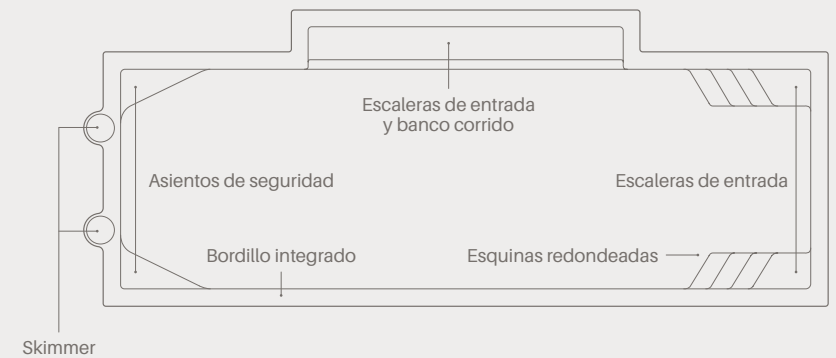 Escaleras de entrada
y banco corrido
Asientos de seguridad
Escaleras de entrada
Bordillo integrado
Esquinas redondeadas
Skimmer